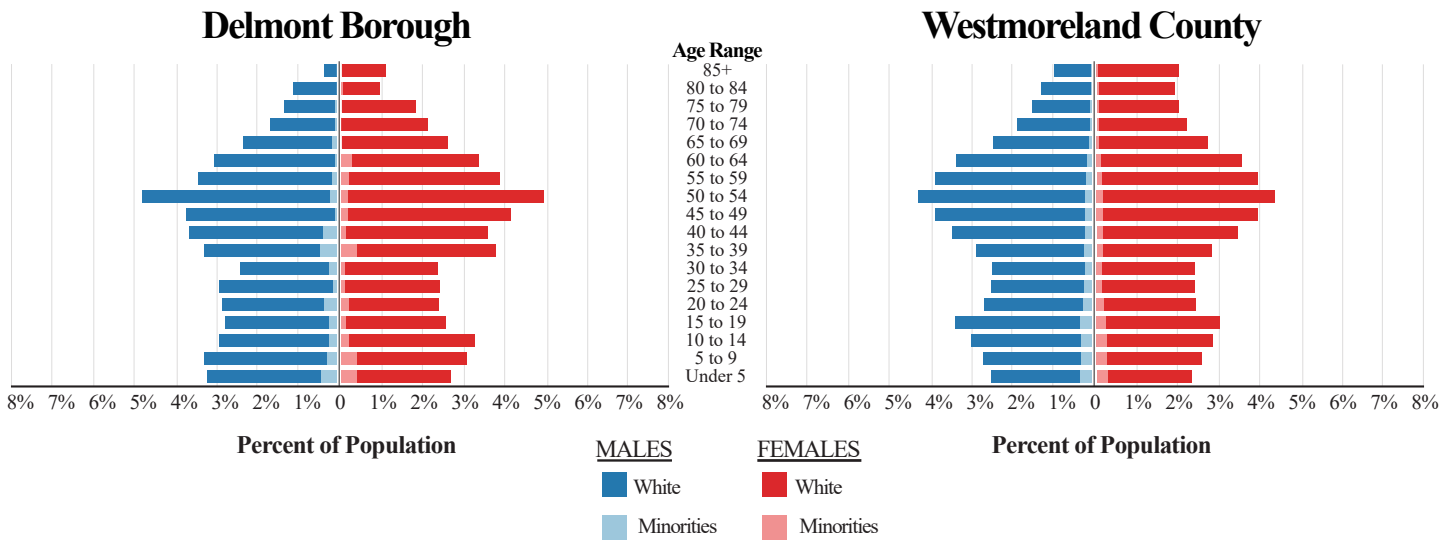 Delmont Borough
Westmoreland County
Age Range
85+
80 to 84
75 to 79
70 to 74
65 to 69
60 to 64
55 to 59
50 to 54
45 to 49
40 to 44
35 to 39
30 to 34
25 to 29
20 to 24
15 to 19
10 to 14
5 to 9
Under 5
8% 7% 6% 5% 4% 3% 2% 1% 0 1% 2% 3% 4% 5% 6% 7% 8%
8% 7% 6% 5% 4% 3% 2% 1% 0 1% 2% 3% 4% 5% 6% 7% 8%
Percent of Population
Percent of Population
MALES
White
Minorities
FEMALES
White
Minorities